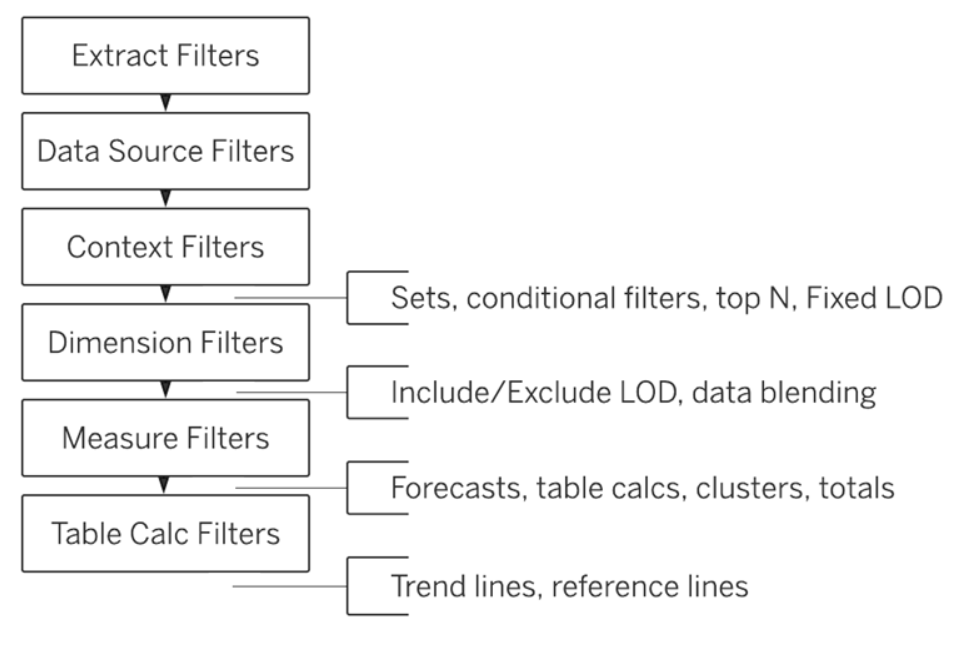 Extract Filters
Data Source Filters
Context Filters
Sets, conditional filters, top N, Fixed LOD
Dimension Filters
Include/Exclude LOD, data blending
Measure Filters
Forecasts, table calcs, clusters, totals
Table Calc Filters
Trend lines, reference lines